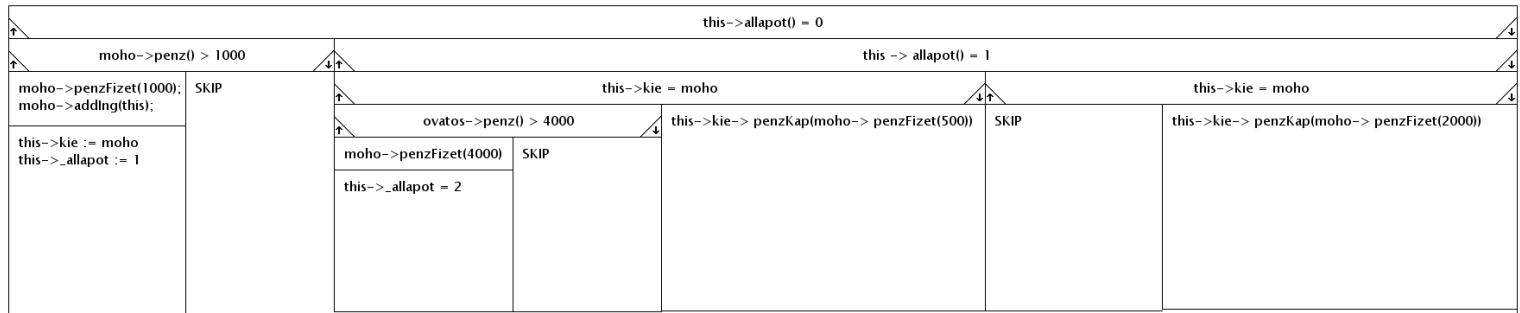 this->allapot() = 0
moho->penz() > 1000
this -> allapot() = 1
moho->penzFizet(1000);
moho->addIng(this);
SKIP
this->kie = moho
this->kie = moho
this->kie := moho
this->_allapot := 1
ovatos->penz() > 4000
this->kie-> penzKap(moho-> penzFizet(500))
SKIP
this->kie-> penzKap(moho-> penzFizet(2000))
moho->penzFizet(4000)
SKIP
this->_allapot = 2